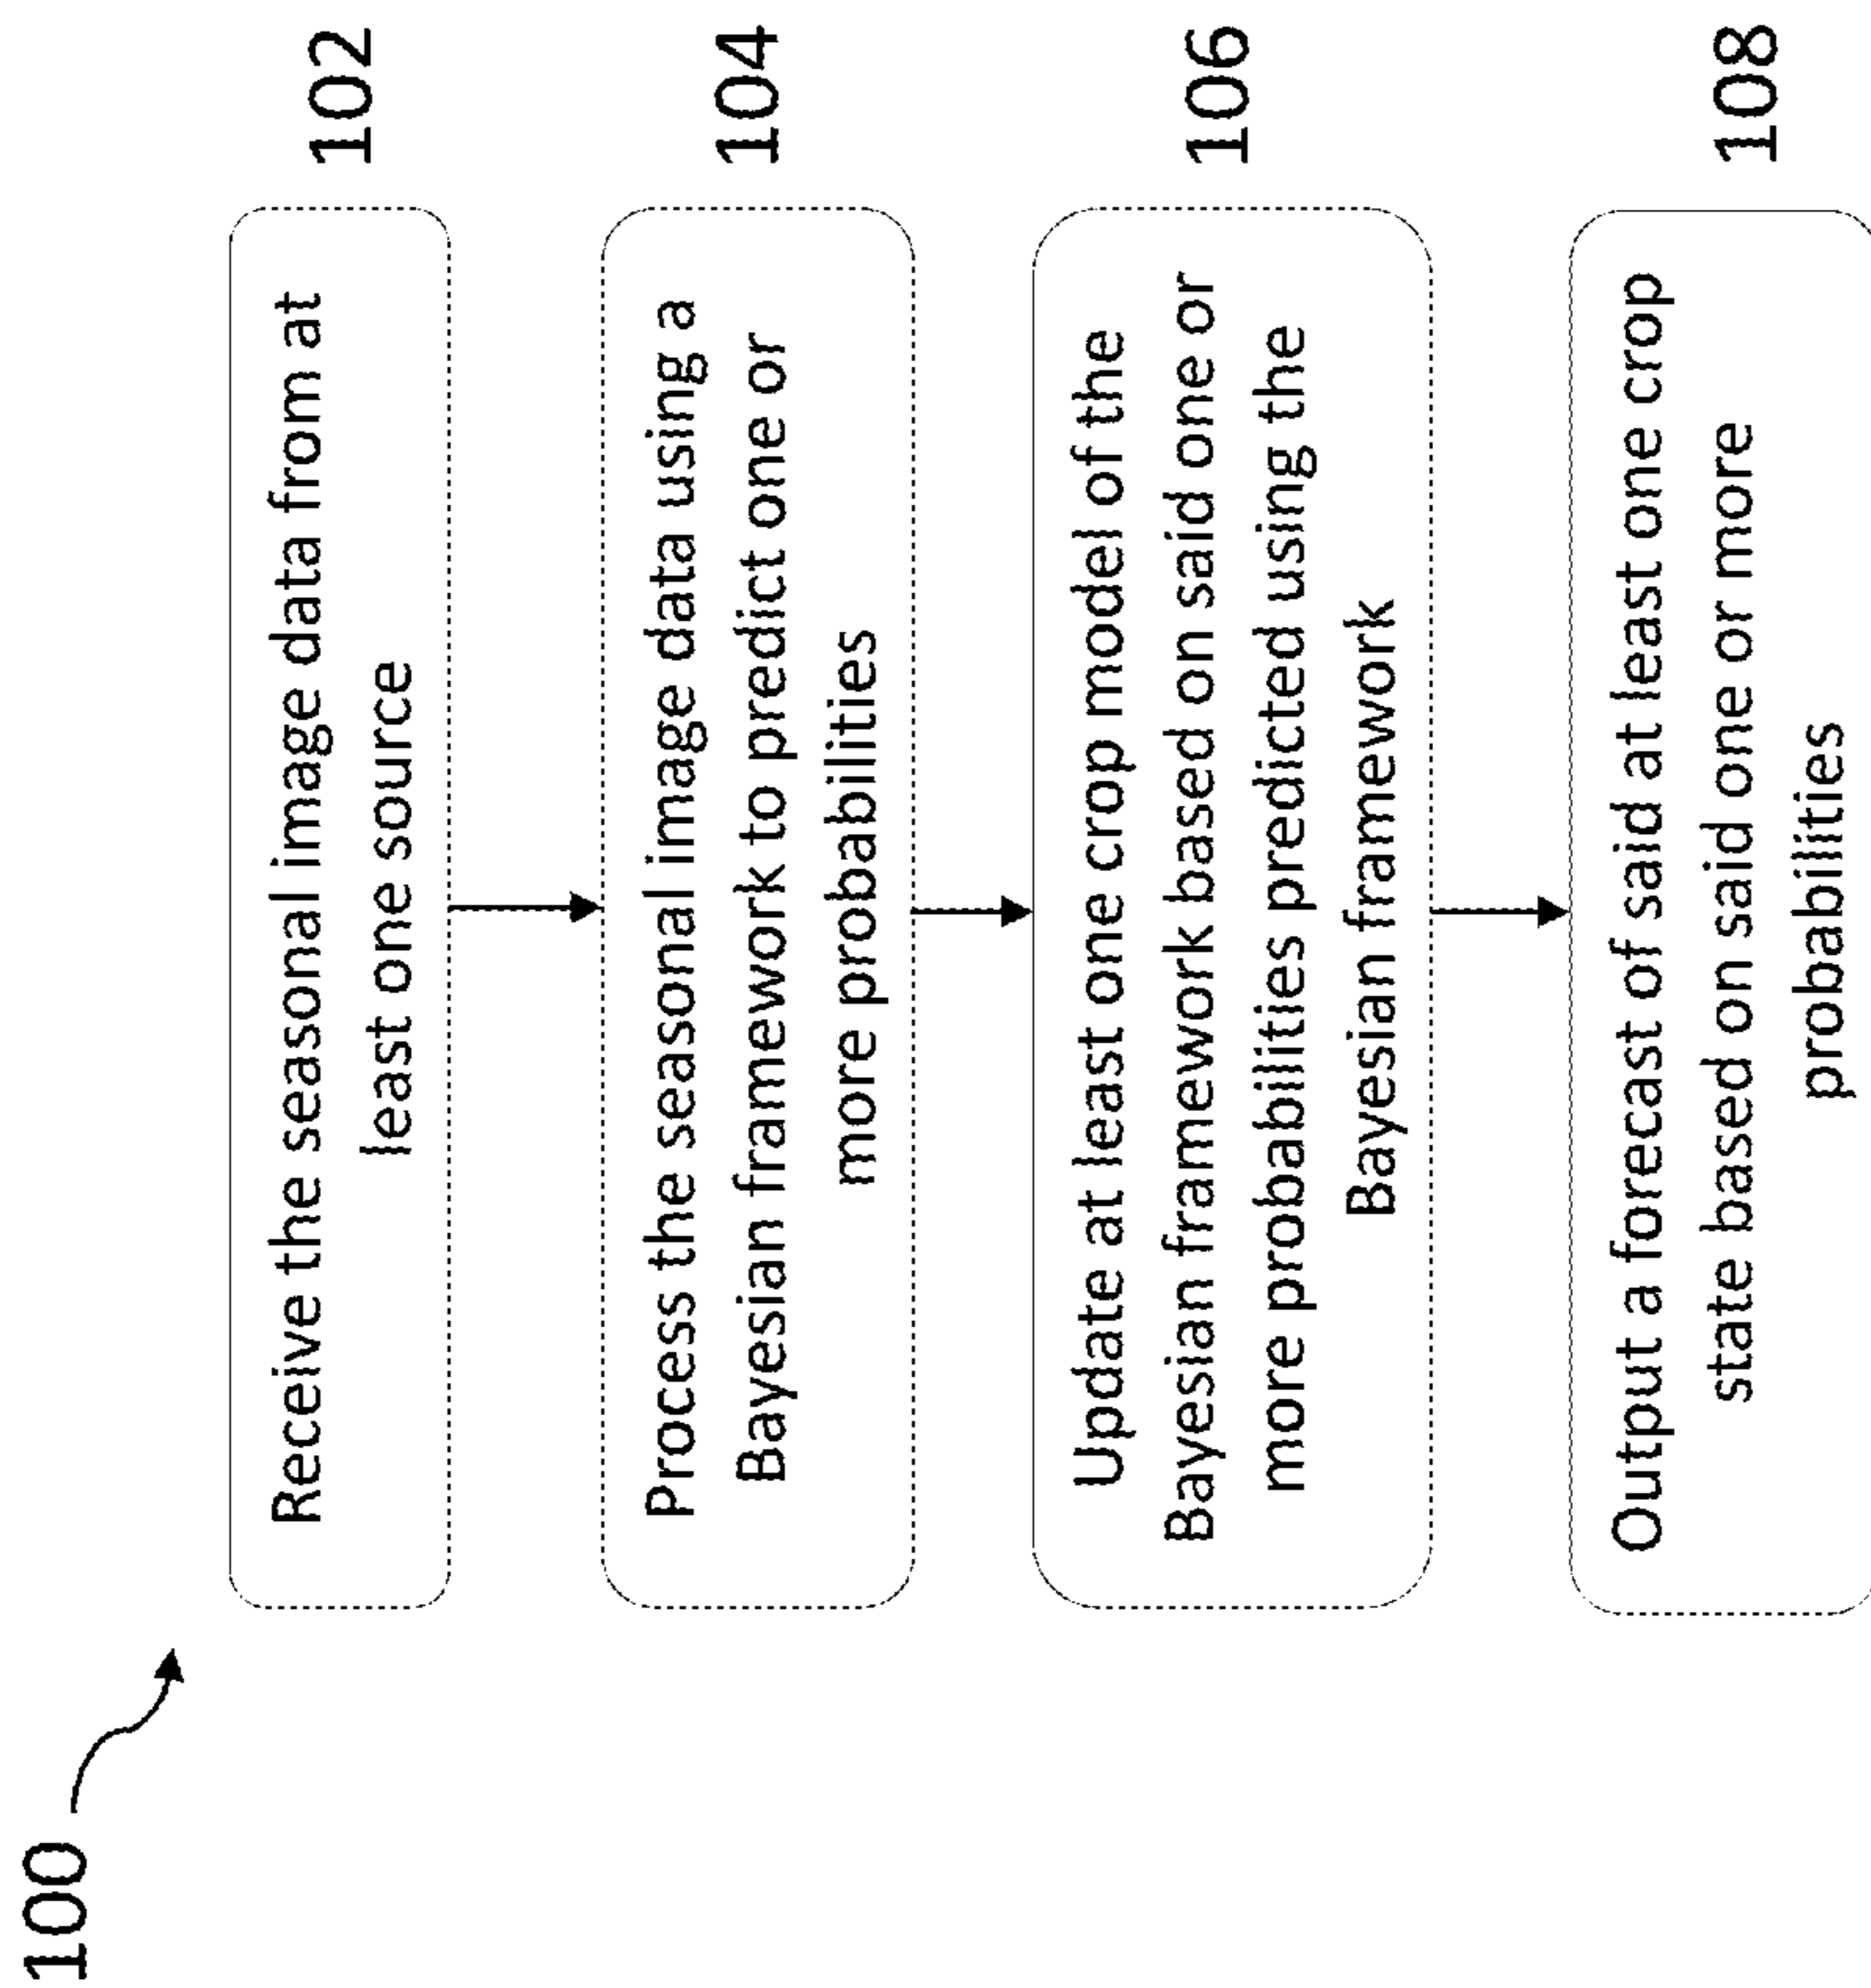 100
Receive the seasonal image data from at
least one source
102
Process the seasonal image data using a
Bayesian framework to predict one or
more probabilities
104
Update at least one crop model of the
Bayesian framework based on said one or
more probabilities predicted using the
Bayesian framework
106
Output a forecast of said at least one crop
state based on said one or more
probabilities
108